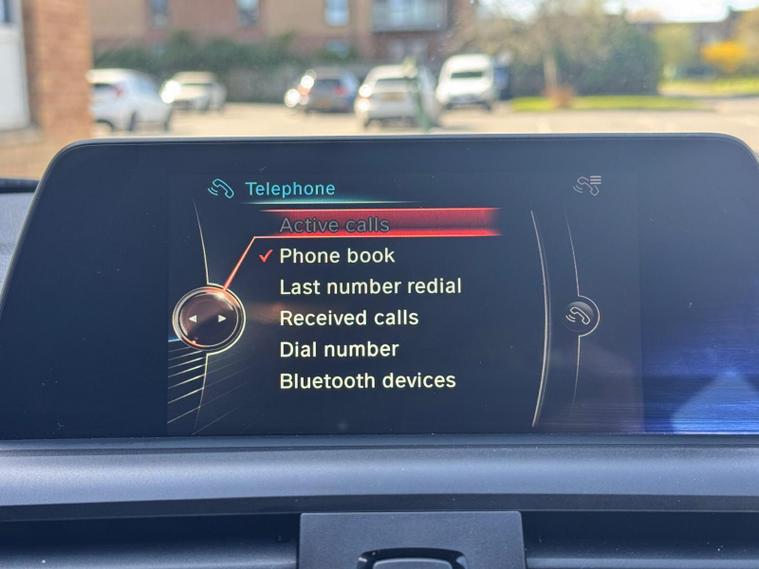 Telephone
Active calls
Phone book
Last number redial
Received calls
Dial number
Bluetooth devices